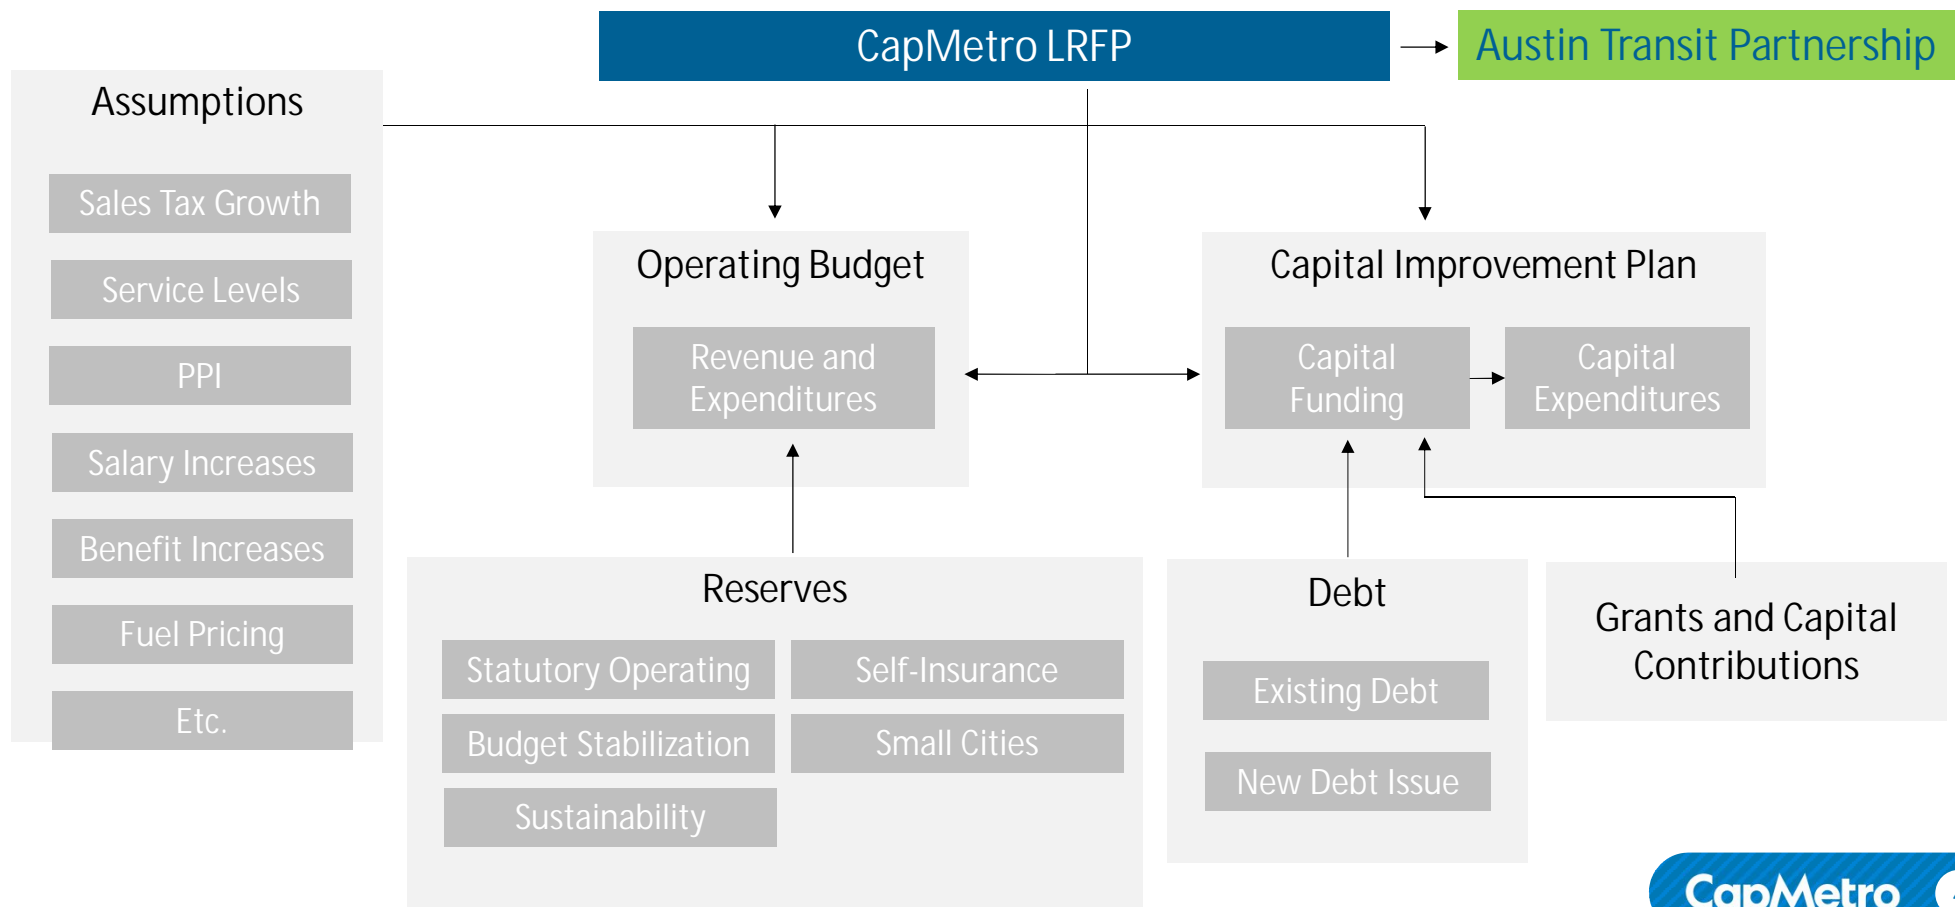 CapMetro LRFP
Austin Transit Partnership
Assumptions
Sales Tax Growth
Service Levels
PPI
Salary Increases
Benefit Increases
Fuel Pricing
Etc.
Operating Budget
Revenue and
Expenditures
Capital Improvement Plan
Capital
Funding
Capital
Expenditures
Reserves
Statutory Operating
Self-Insurance
Budget Stabilization
Small Cities
Sustainability
Debt
Existing Debt
New Debt Issue
Grants and Capital
Contributions
CapMetro